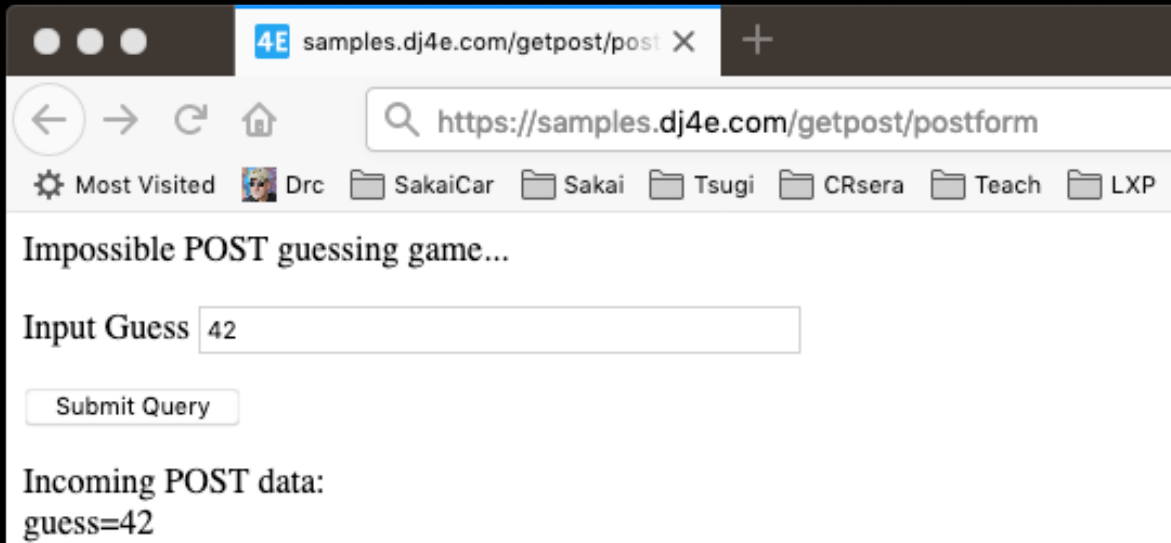 4E samples.dj4e.com/getpost/post
https://samples.dj4e.com/getpost/postform
Most Visited Drc SakaiCar Sakai Tsugi CRsera Teach LXP
Impossible POST guessing game...
Input Guess 42
Submit Query
Incoming POST data:
guess=42